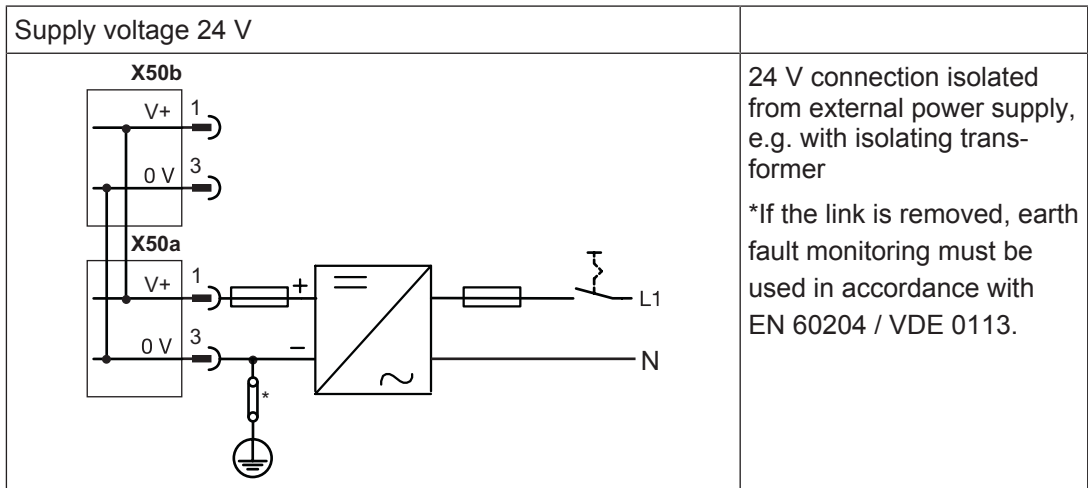 Supply voltage 24 V
X50b
V+ 1
0 V 3
X50a
V+ 1
+
L1
0 V 3
–
N
*
24 V connection isolated
from external power supply,
e.g. with isolating trans-
former
*If the link is removed, earth
fault monitoring must be
used in accordance with
EN 60204 / VDE 0113.